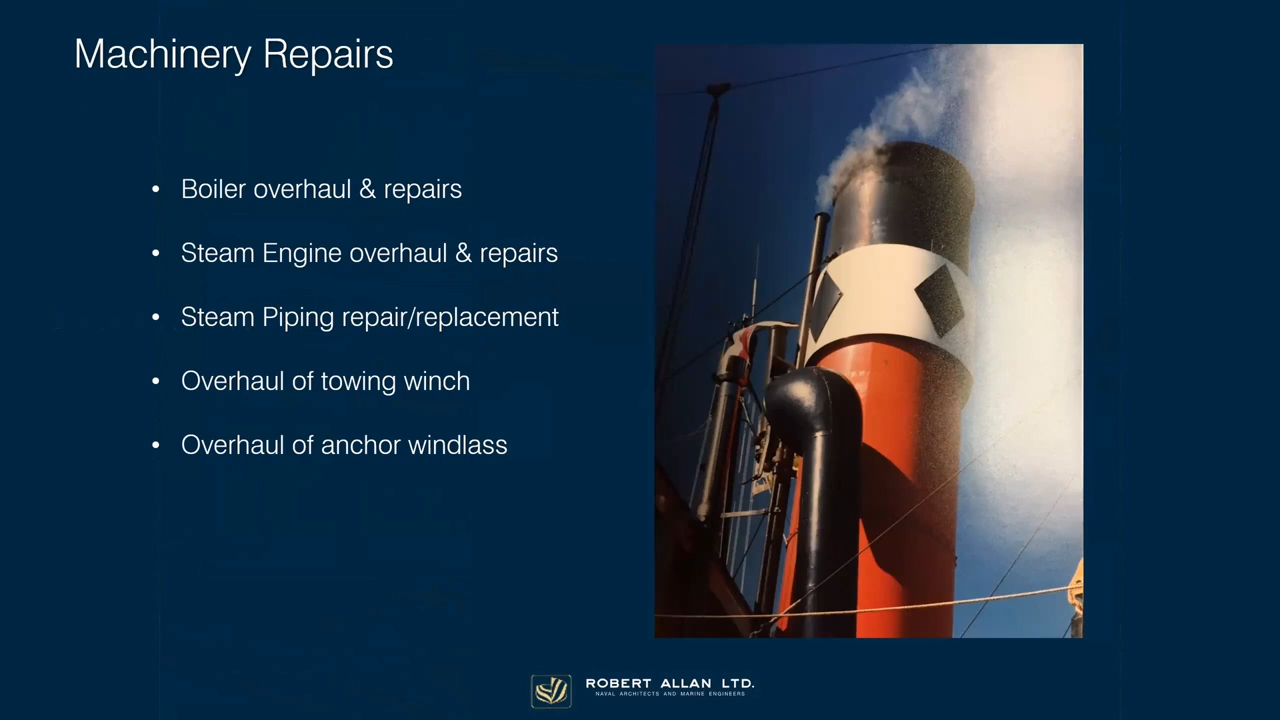 Machinery Repairs
• Boiler overhaul & repairs
• Steam Engine overhaul & repairs
• Steam Piping repair/replacement
• Overhaul of towing winch
• Overhaul of anchor windlass
ROBERT ALLAN LTD.
NAVAL ARCHITECTS AND MARINE ENGINEERS